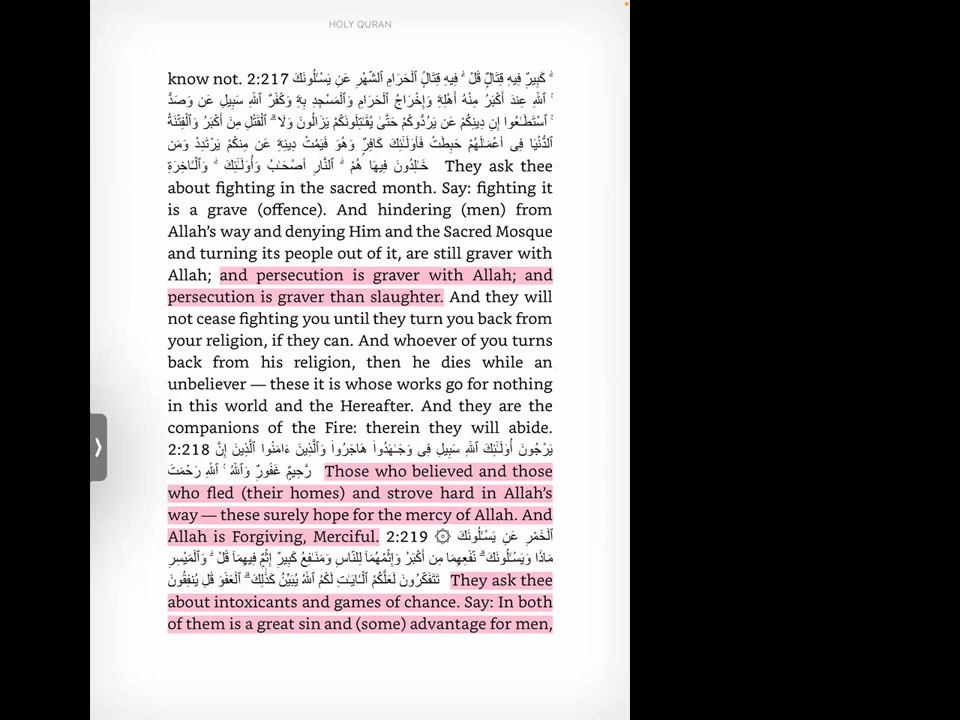 HOLY QURAN
know not. 2:217 يَسْـَٔلُونَكَ عَنِ ٱلشَّهْرِ ٱلْحَرَامِ قِتَالٍ فِيهِ ۖ قُلْ قِتَالٌ فِيهِ كَبِيرٌ ۖ
وَصَدٌّ عَن سَبِيلِ ٱللَّهِ وَكُفْرٌۢ بِهِۦ وَٱلْمَسْجِدِ ٱلْحَرَامِ وَإِخْرَاجُ أَهْلِهِۦ مِنْهُ أَكْبَرُ عِندَ ٱللَّهِ ۚ
وَٱلْفِتْنَةُ أَكْبَرُ مِنَ ٱلْقَتْلِ ۗ وَلَا يَزَالُونَ يُقَـٰتِلُونَكُمْ حَتَّىٰ يَرُدُّوكُمْ عَن دِينِكُمْ إِنِ ٱسْتَطَـٰعُوا۟ ۚ
وَمَن يَرْتَدِدْ مِنكُمْ عَن دِينِهِۦ فَيَمُتْ وَهُوَ كَافِرٌ فَأُو۟لَـٰٓئِكَ حَبِطَتْ أَعْمَـٰلُهُمْ فِى ٱلدُّنْيَا
وَٱلْـَٔاخِرَةِ ۖ وَأُو۟لَـٰٓئِكَ أَصْحَـٰبُ ٱلنَّارِ ۖ هُمْ فِيهَا خَـٰلِدُونَ They ask thee
about fighting in the sacred month. Say: fighting it
is a grave (offence). And hindering (men) from
Allah’s way and denying Him and the Sacred Mosque
and turning its people out of it, are still graver with
Allah; and persecution is graver with Allah; and
persecution is graver than slaughter. And they will
not cease fighting you until they turn you back from
your religion, if they can. And whoever of you turns
back from his religion, then he dies while an
unbeliever — these it is whose works go for nothing
in this world and the Hereafter. And they are the
companions of the Fire: therein they will abide.
2:218 إِنَّ ٱلَّذِينَ ءَامَنُوا۟ وَٱلَّذِينَ هَاجَرُوا۟ وَجَـٰهَدُوا۟ فِى سَبِيلِ ٱللَّهِ أُو۟لَـٰٓئِكَ يَرْجُونَ
رَحْمَتَ ٱللَّهِ ۚ وَٱللَّهُ غَفُورٌ رَّحِيمٌ Those who believed and those
who fled (their homes) and strove hard in Allah’s
way — these surely hope for the mercy of Allah. And
Allah is Forgiving, Merciful. 2:219 ۞ يَسْـَٔلُونَكَ عَنِ ٱلْخَمْرِ
وَٱلْمَيْسِرِ ۖ قُلْ فِيهِمَآ إِثْمٌ كَبِيرٌ وَمَنَـٰفِعُ لِلنَّاسِ وَإِثْمُهُمَآ أَكْبَرُ مِن نَّفْعِهِمَا ۗ وَيَسْـَٔلُونَكَ مَاذَا
يُنفِقُونَ قُلِ ٱلْعَفْوَ ۗ كَذَٰلِكَ يُبَيِّنُ ٱللَّهُ لَكُمُ ٱلْـَٔايَـٰتِ لَعَلَّكُمْ تَتَفَكَّرُونَ They ask thee
about intoxicants and games of chance. Say: In both
of them is a great sin and (some) advantage for men,